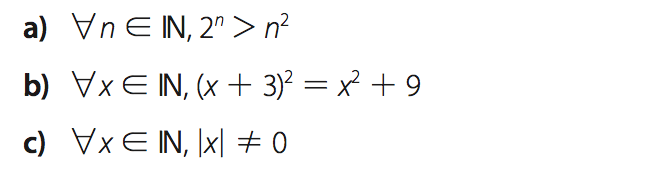 a) ∀n ∈ ℕ, 2ⁿ > n²
b) ∀x ∈ ℕ, (x + 3)² = x² + 9
c) ∀x ∈ ℕ, |x| ≠ 0